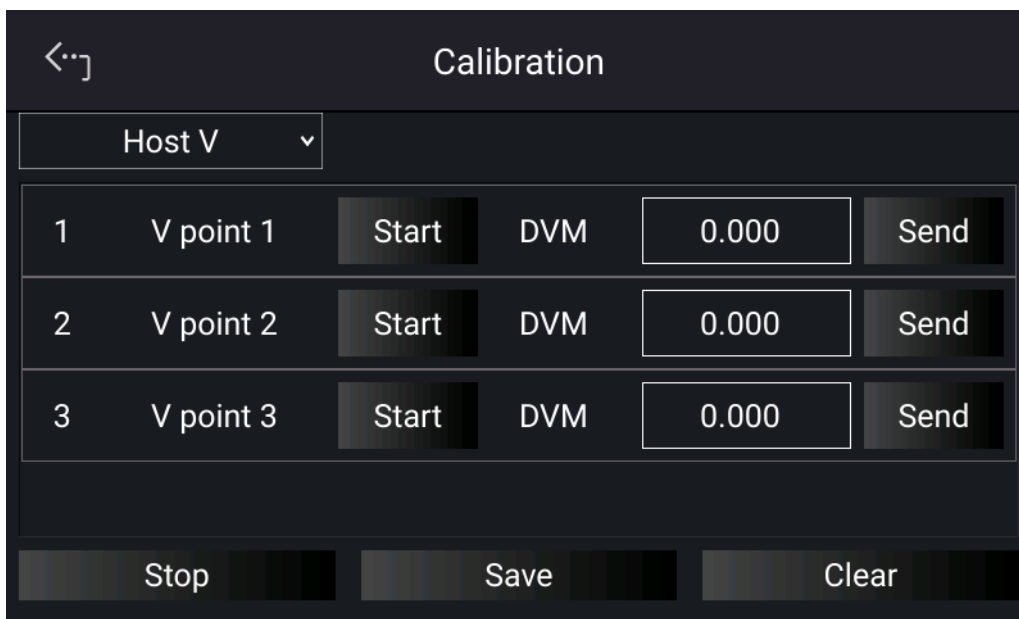 Calibration
Host V
1 V point 1 Start DVM 0.000 Send
2 V point 2 Start DVM 0.000 Send
3 V point 3 Start DVM 0.000 Send
Stop Save Clear